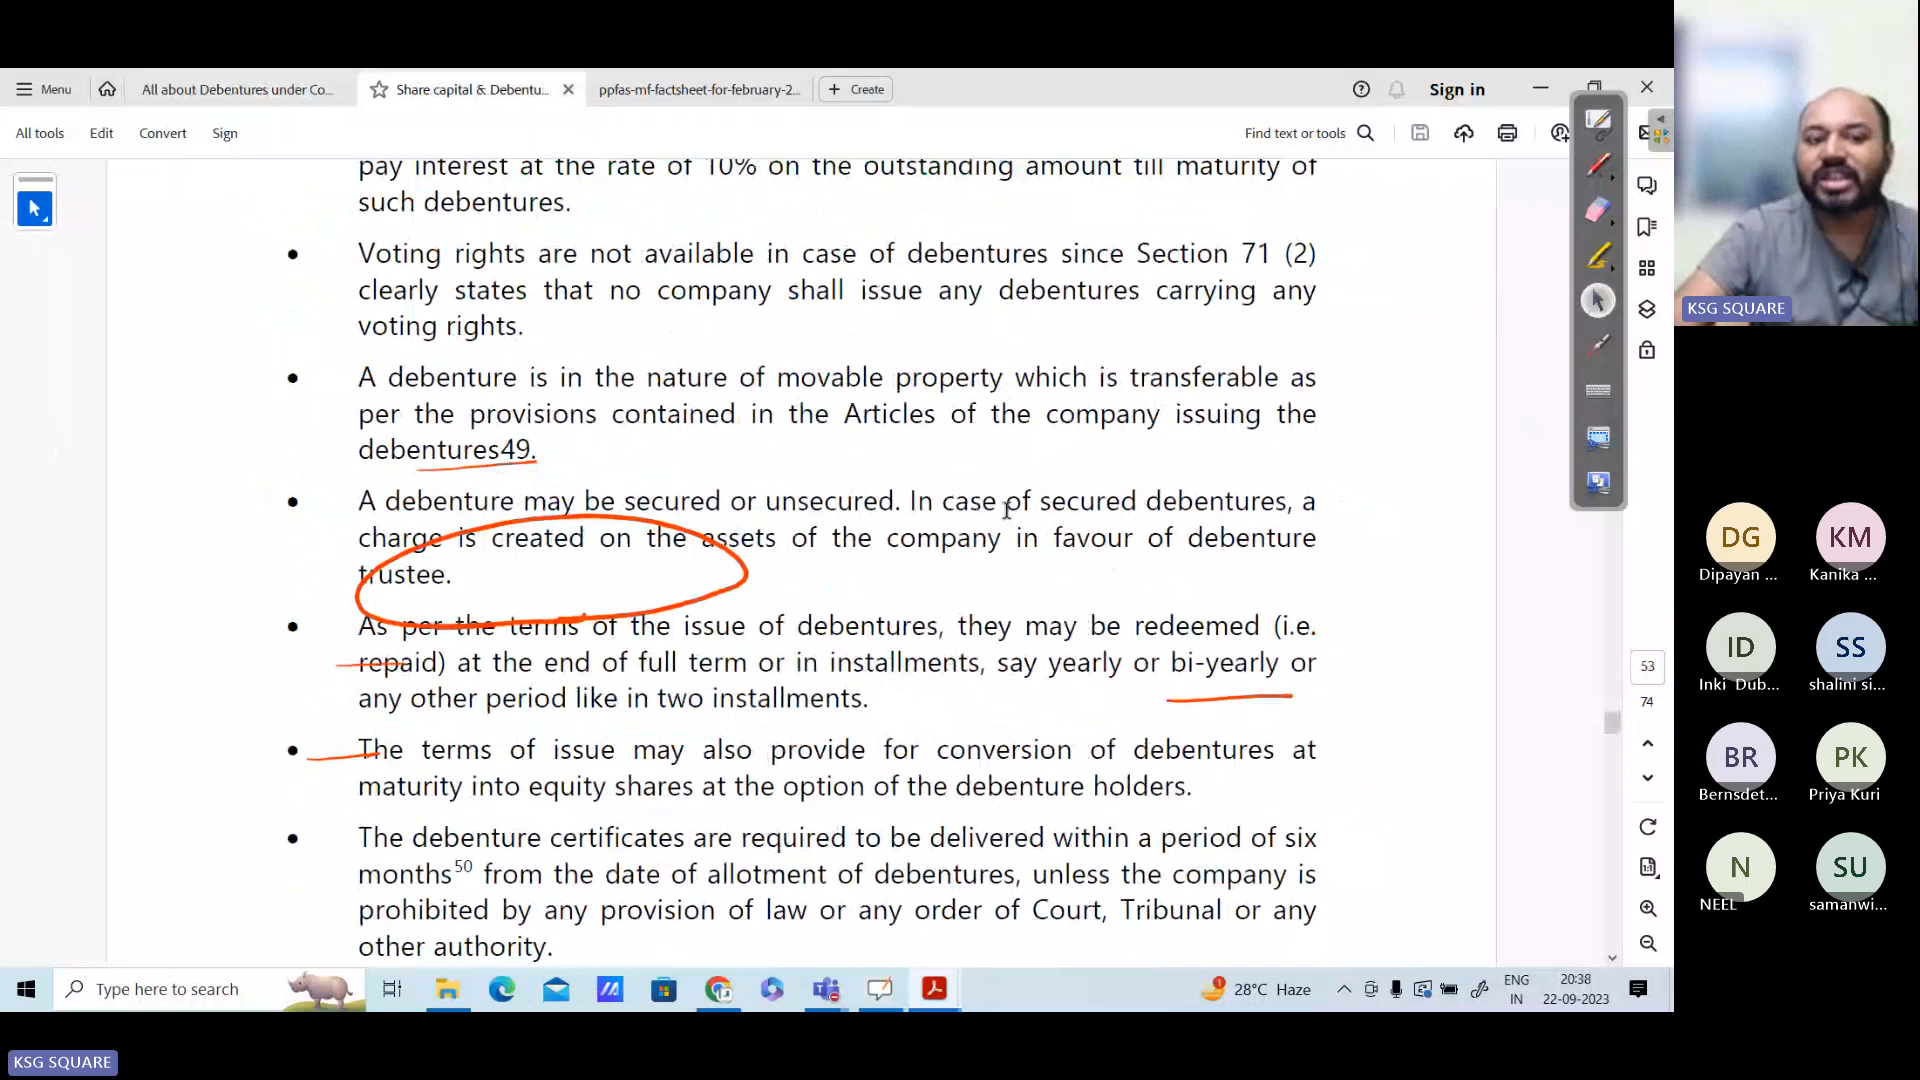 Menu
All about Debentures under Co...
Share capital & Debentu...
ppfas-mf-factsheet-for-february-2...
Create
Sign in
All tools
Edit
Convert
Sign
Find text or tools
pay interest at the rate of 10% on the outstanding amount till maturity of
such debentures.
• Voting rights are not available in case of debentures since Section 71 (2)
clearly states that no company shall issue any debentures carrying any
voting rights.
• A debenture is in the nature of movable property which is transferable as
per the provisions contained in the Articles of the company issuing the
debentures49.
• A debenture may be secured or unsecured. In case of secured debentures, a
charge is created on the assets of the company in favour of debenture
trustee.
• As per the terms of the issue of debentures, they may be redeemed (i.e.
repaid) at the end of full term or in installments, say yearly or bi-yearly or
any other period like in two installments.
• The terms of issue may also provide for conversion of debentures at
maturity into equity shares at the option of the debenture holders.
• The debenture certificates are required to be delivered within a period of six
months50 from the date of allotment of debentures, unless the company is
prohibited by any provision of law or any order of Court, Tribunal or any
other authority.
53
74
KSG SQUARE
DG
Dipayan ...
KM
Kanika ...
ID
Inki Dub...
SS
shalini si...
BR
Bernsdet...
PK
Priya Kuri
N
NEEL
SU
samanwi...
Type here to search
1
28°C Haze
ENG
IN
20:38
22-09-2023
KSG SQUARE